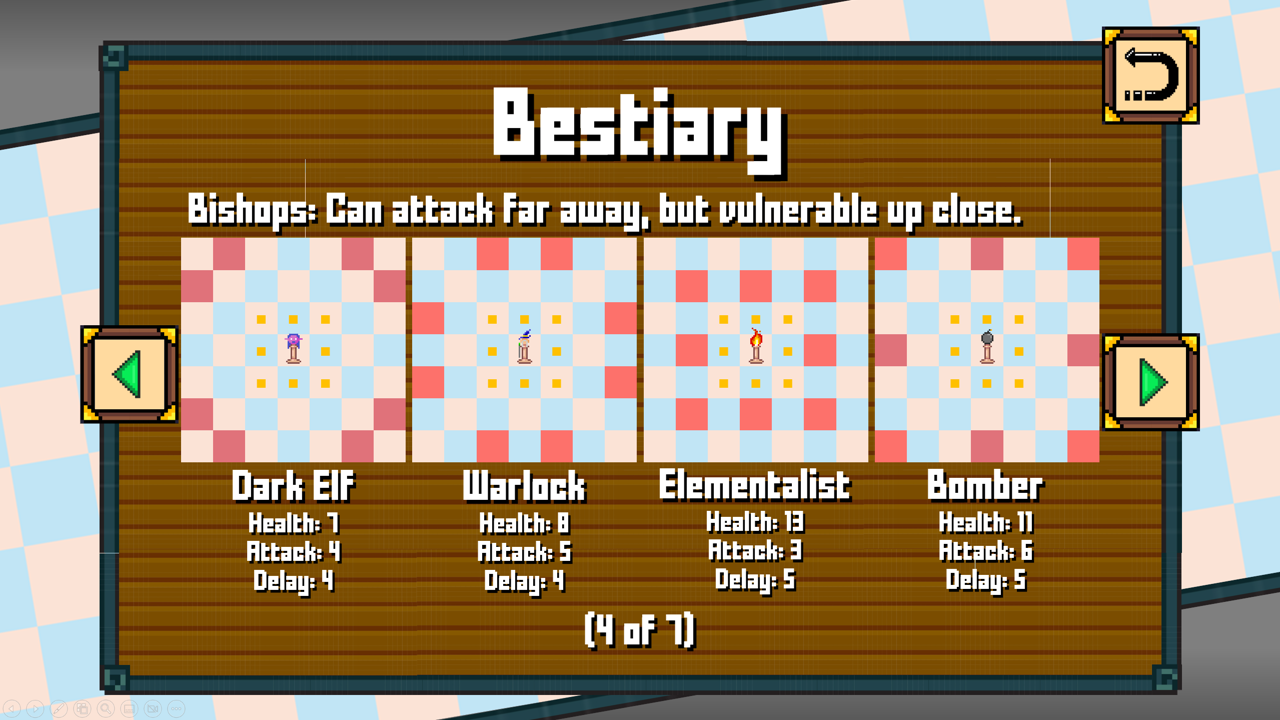 Bestiary
Bishops: Can attack far away, but vulnerable up close.
Dark Elf
Health: 7
Attack: 4
Delay: 4
Warlock
Health: 8
Attack: 5
Delay: 4
Elementalist
Health: 13
Attack: 3
Delay: 5
Bomber
Health: 11
Attack: 6
Delay: 5
(4 of 7)